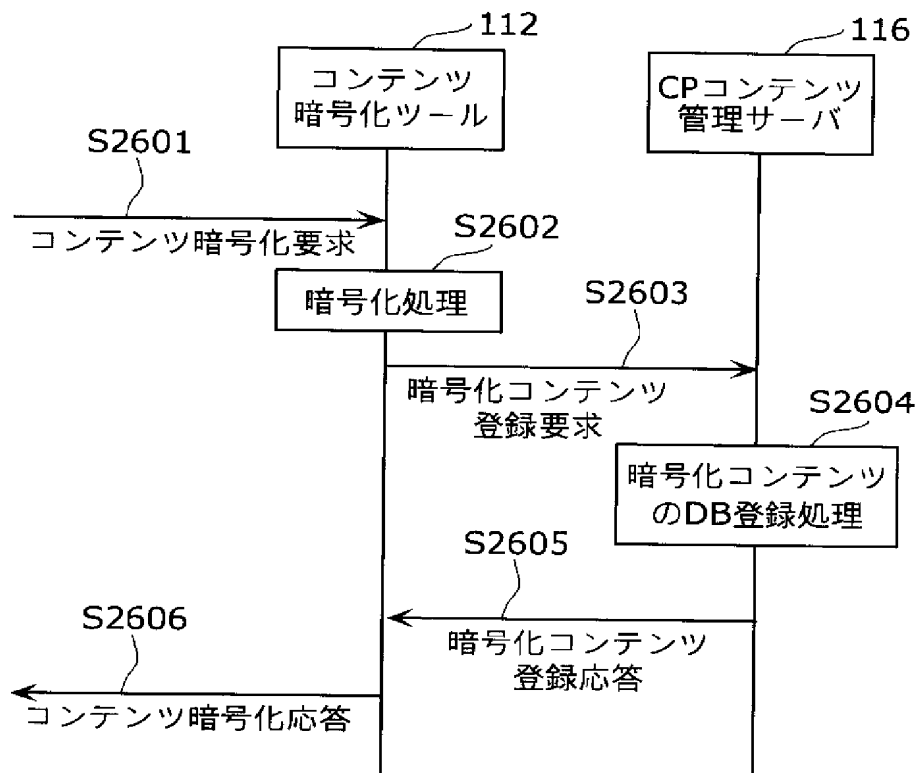 112
116
コンテンツ
暗号化ツール
CPコンテンツ
管理サーバ
S2601
コンテンツ暗号化要求
S2602
暗号化処理
S2603
暗号化コンテンツ
登録要求
S2604
暗号化コンテンツ
のDB登録処理
S2605
暗号化コンテンツ
登録応答
S2606
コンテンツ暗号化応答